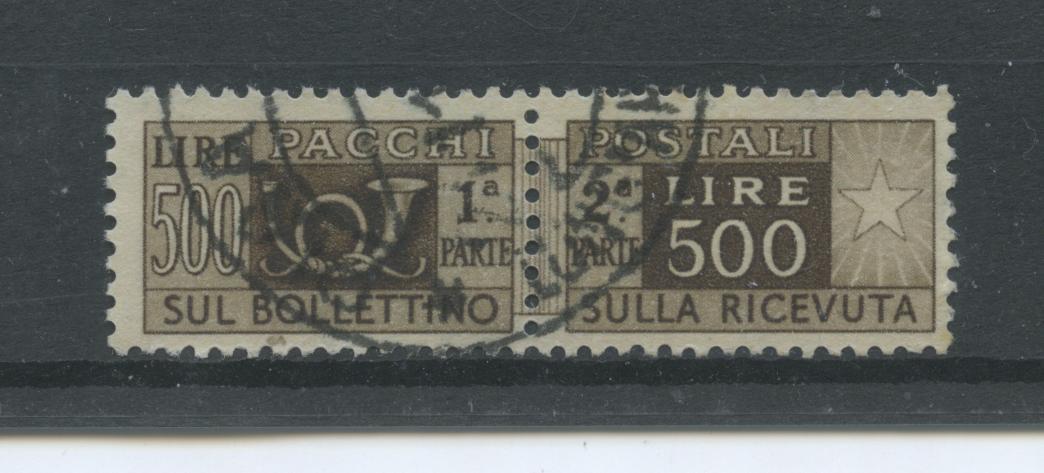 LIRE PACCHI POSTALI
500 1ª PARTE 2ª PARTE LIRE 500
SUL BOLLETTINO SULLA RICEVUTA